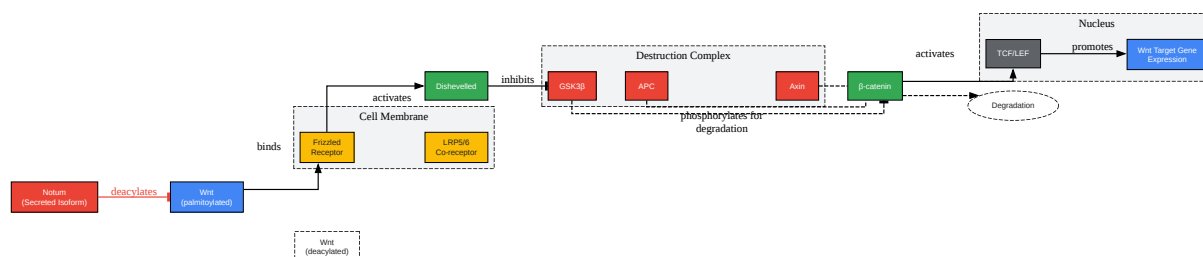 Nucleus
TCF/LEF
promotes
Wnt Target Gene
Expression
activates
Destruction Complex
GSK3β
APC
Axin
β-catenin
Degradation
phosphorylates for
degradation
Dishevelled
inhibits
activates
Cell Membrane
Frizzled
Receptor
LRP5/6
Co-receptor
binds
Notum
(Secreted Isoform)
deacylates
Wnt
(palmitoylated)
Wnt
(deacylated)